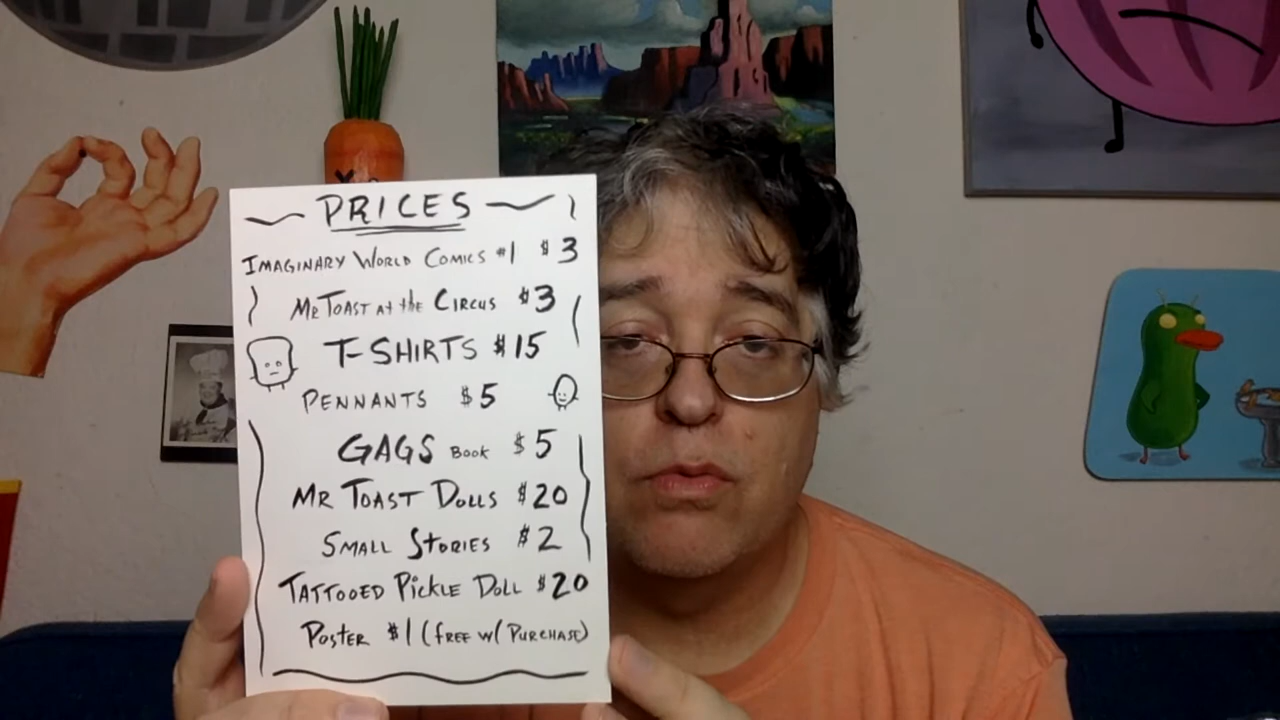 PRICES
IMAGINARY WORLD COMICS #1 $3
MR TOAST AT the CIRCUS $3
T-SHIRTS $15
PENNANTS $5
GAGS BOOK $5
MR TOAST DOLLS $20
SMALL STORIES $2
TATTOOED PICKLE DOLL $20
POSTER $1 (FREE W/ PURCHASE)